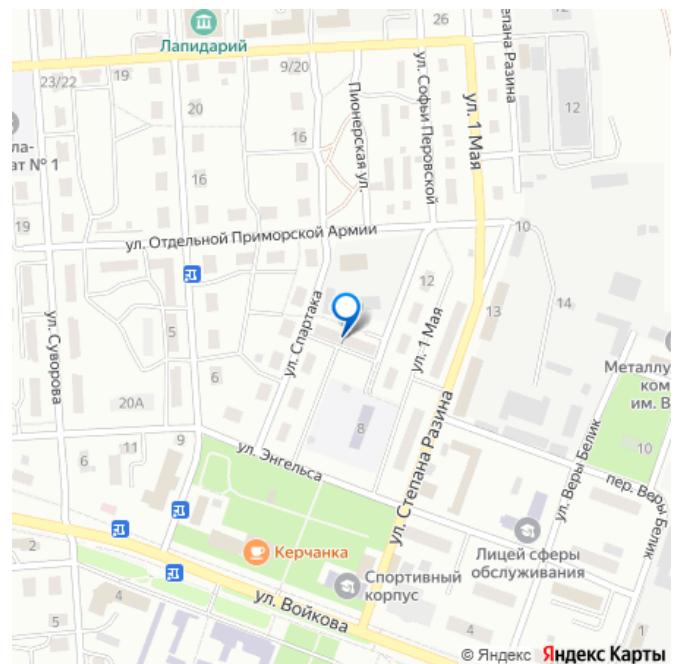 Лапидарий
26
23/22
19
9/20
20
12
ул. Софьи Перовской
Пионерская ул.
ул. 1 Мая
тепана Разина
ла-
ат № 1
16
16
19
ул. Отдельной Приморской Армии
10
12
14
13
5
ул. Суворова
ул. Спартака
ул. 1 Мая
6
20А
Металлу
ком
им. В
8
10
6
11
9
ул. Энгельса
ул. Степана Разина
ул. Веры Белик
пер. Веры Белик
2
Керчанка
Лицей сферы
обслуживания
Спортивный
корпус
ул. Войкова
4
5
4
1
© Яндекс Яндекс Карты